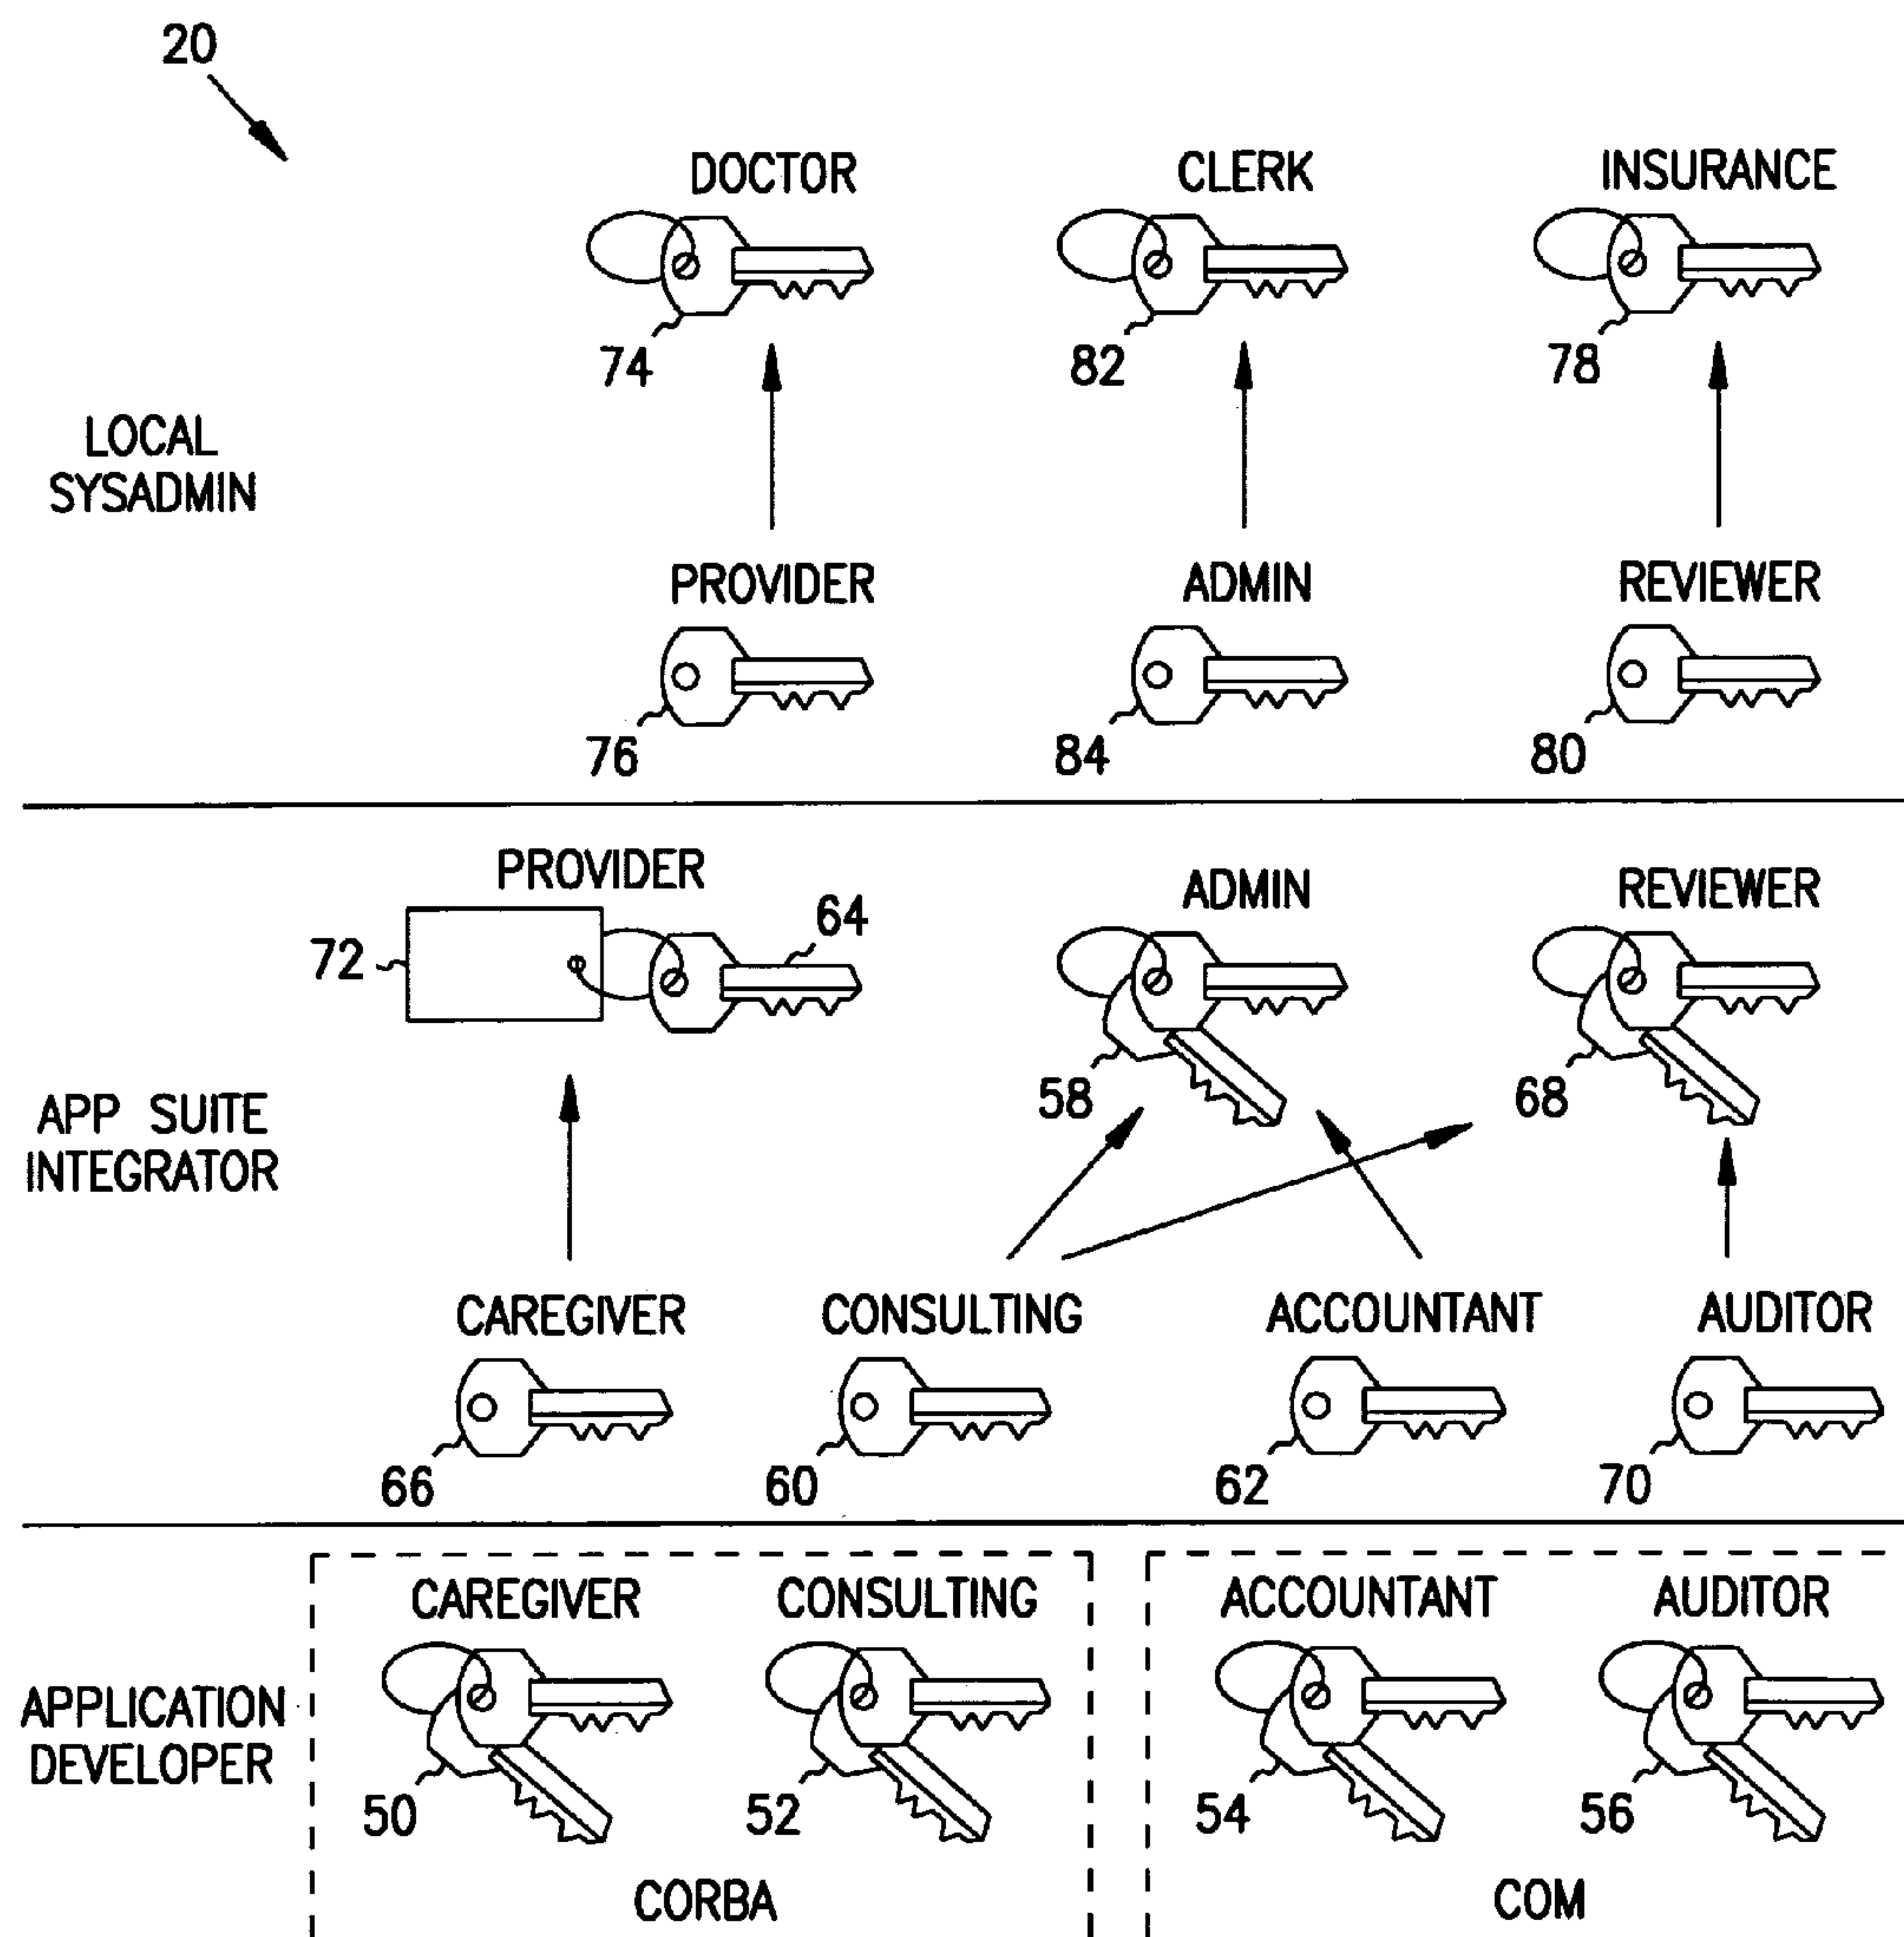 20
DOCTOR
CLERK
INSURANCE
74
82
78
LOCAL
SYSADMIN
PROVIDER
ADMIN
REVIEWER
76
84
80
PROVIDER
ADMIN
REVIEWER
72
64
58
68
APP SUITE
INTEGRATOR
CAREGIVER
CONSULTING
ACCOUNTANT
AUDITOR
66
60
62
70
CAREGIVER
CONSULTING
ACCOUNTANT
AUDITOR
APPLICATION
DEVELOPER
50
52
54
56
CORBA
COM